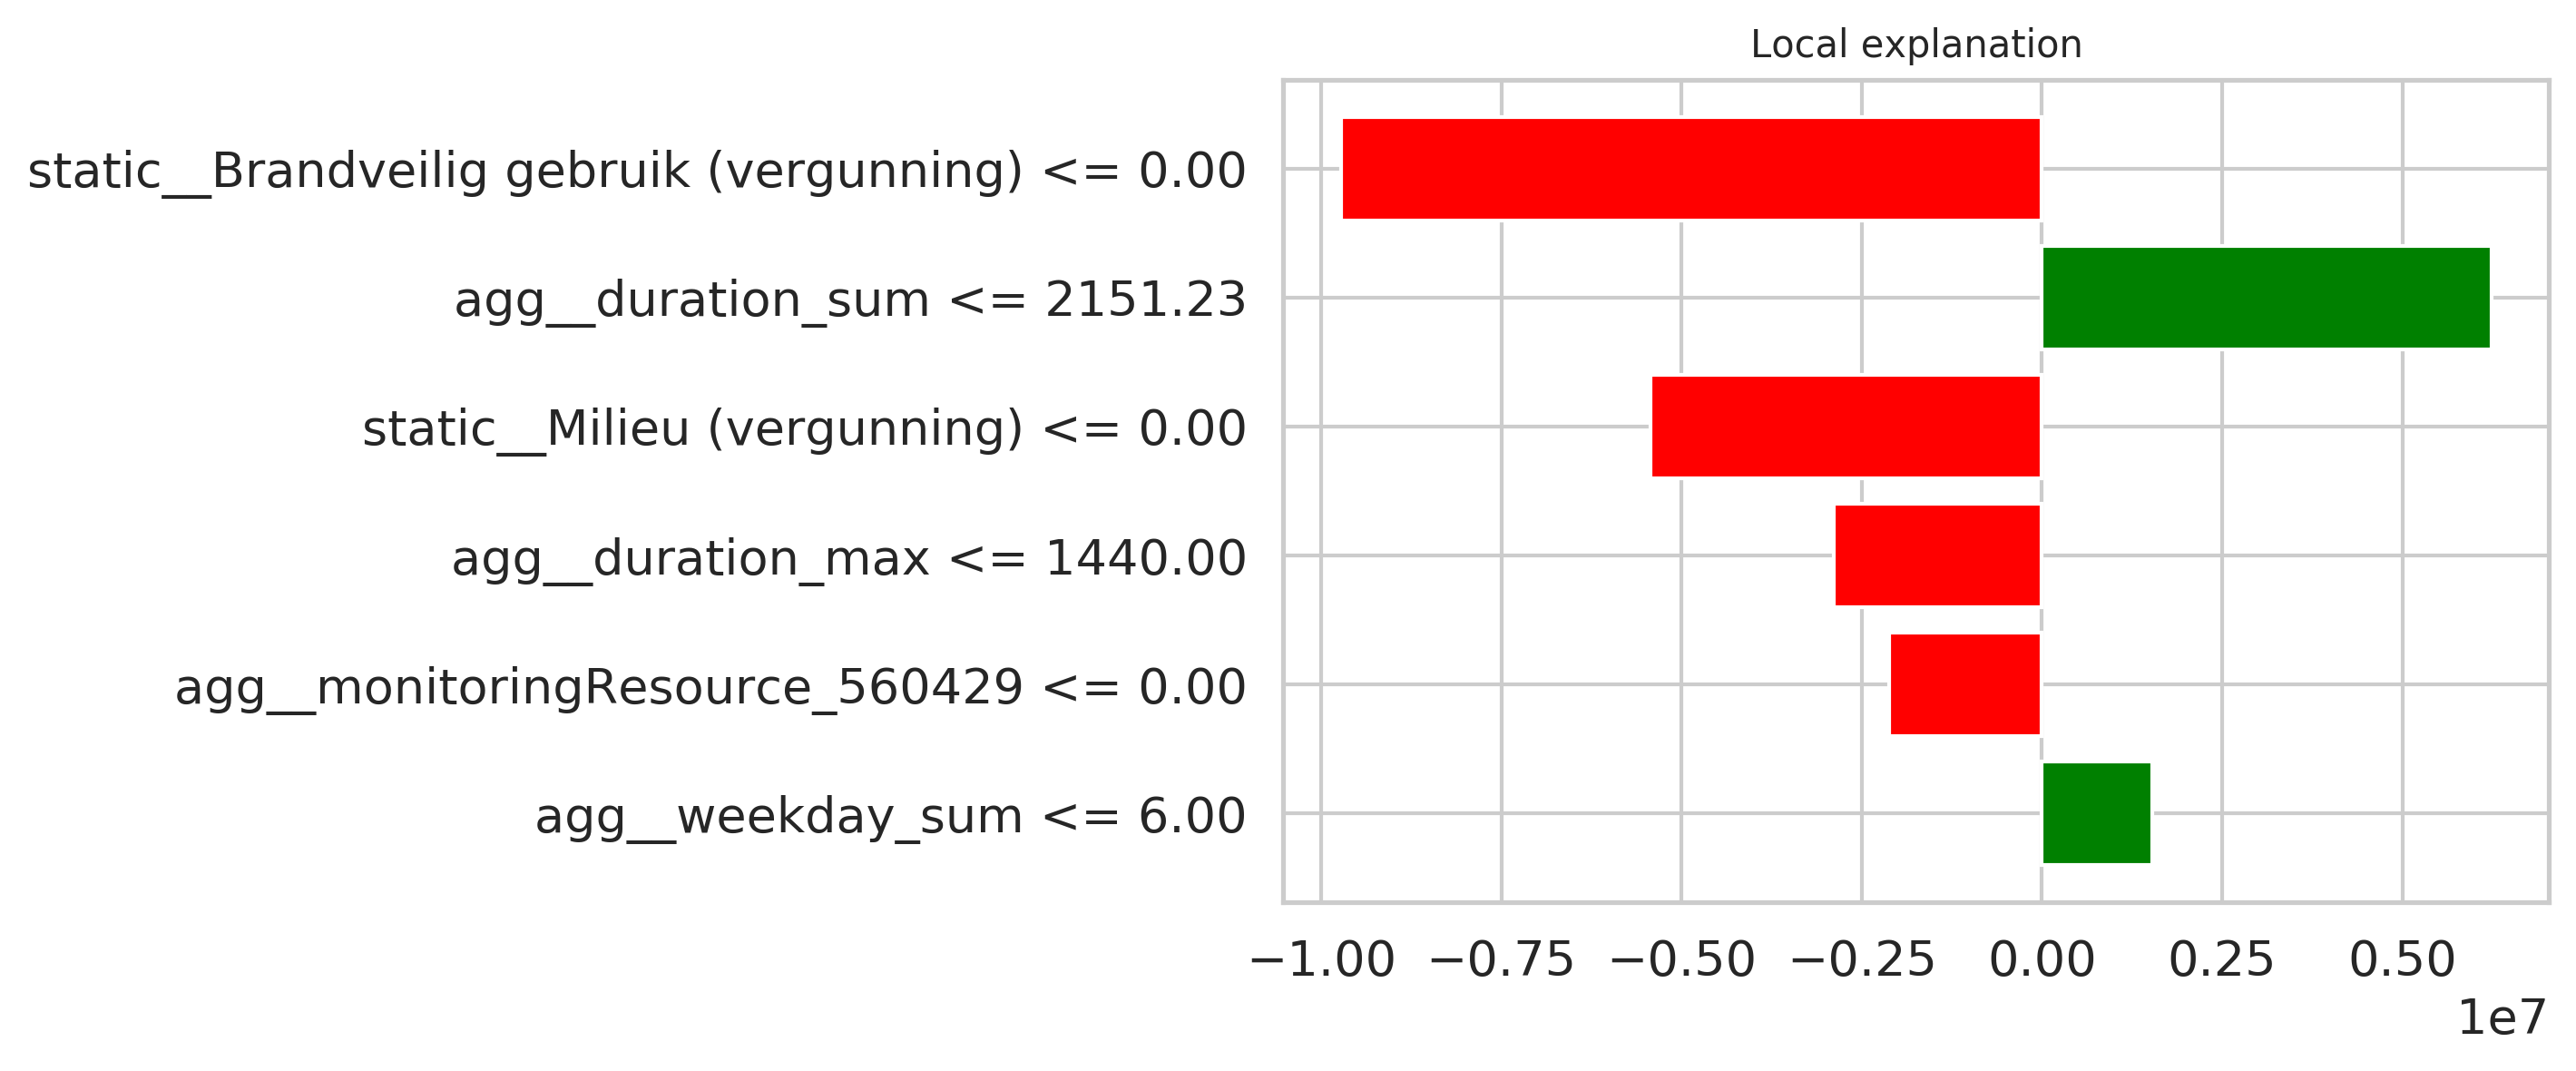 Local explanation
static__Brandveilig gebruik (vergunning) <= 0.00
agg__duration_sum <= 2151.23
static__Milieu (vergunning) <= 0.00
agg__duration_max <= 1440.00
agg__monitoringResource_560429 <= 0.00
agg__weekday_sum <= 6.00
−1.00 −0.75 −0.50 −0.25 0.00 0.25 0.50
1e7